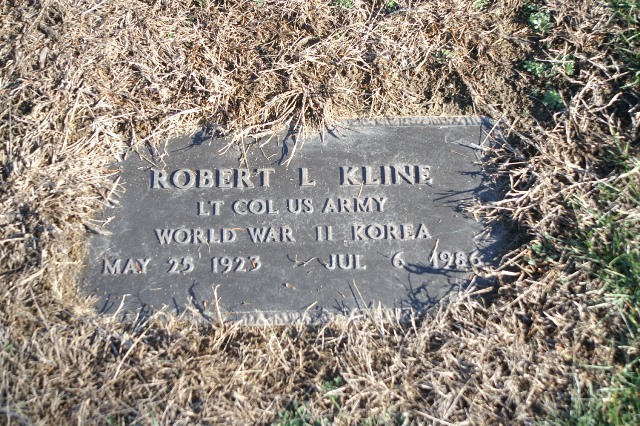 ROBERT L KLINE
LT COL US ARMY
WORLD WAR II KOREA
MAY 25 1923 JUL 6 1986